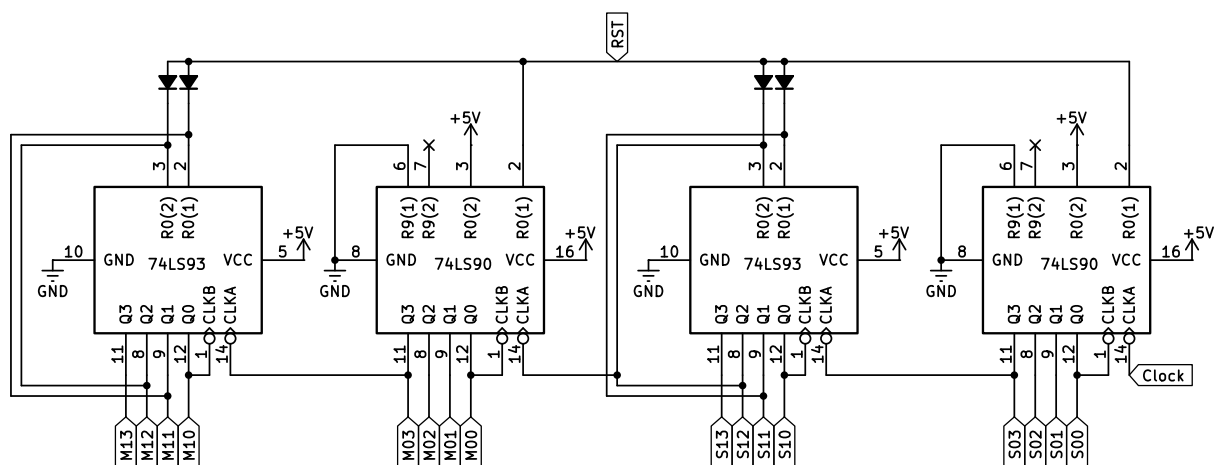 RST
+5V
+5V
3
2
6
7
3
2
3
2
6
7
3
2
R0(2)
R0(1)
R9(1)
R9(2)
R0(2)
R0(1)
R0(2)
R0(1)
R9(1)
R9(2)
R0(2)
R0(1)
10 GND 74LS93 VCC 5 +5V
8 GND 74LS90 VCC 16 +5V
10 GND 74LS93 VCC 5 +5V
8 GND 74LS90 VCC 16 +5V
GND
GND
GND
GND
Q3
Q2
Q1
Q0
CLKB
CLKA
Q3
Q2
Q1
Q0
CLKB
CLKA
Q3
Q2
Q1
Q0
CLKB
CLKA
Q3
Q2
Q1
Q0
CLKB
CLKA
11
8
9
12
1
14
11
8
9
12
1
14
11
8
9
12
1
14
11
8
9
12
1
14
Clock
M13
M12
M11
M10
M03
M02
M01
M00
S13
S12
S11
S10
S03
S02
S01
S00